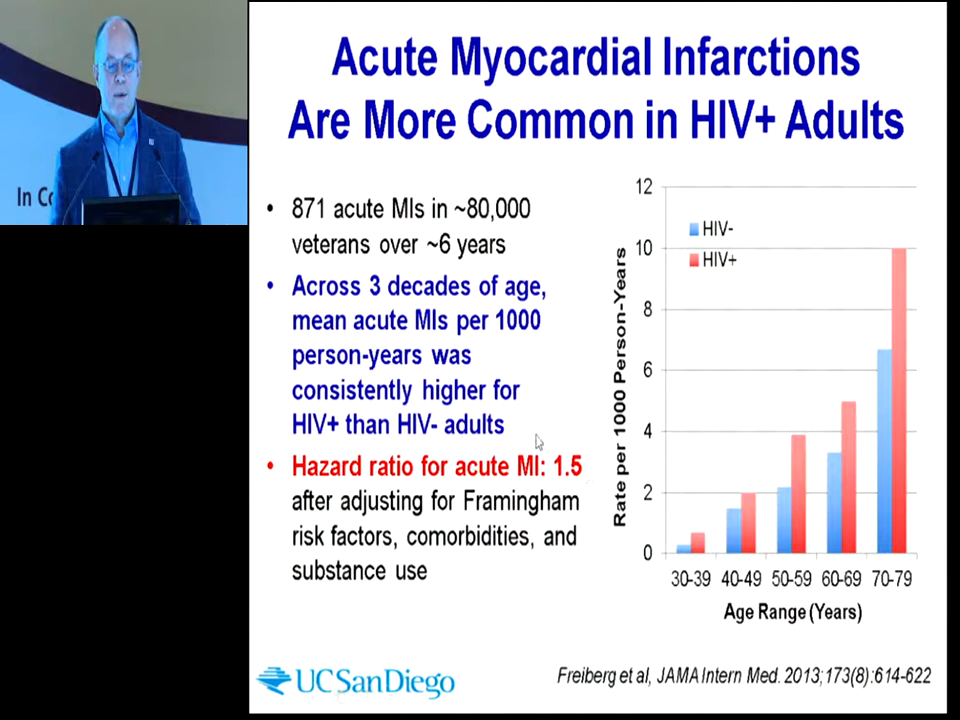 In Co
Acute Myocardial Infarctions
Are More Common in HIV+ Adults
• 871 acute MIs in ~80,000
veterans over ~6 years
• Across 3 decades of age,
mean acute MIs per 1000
person-years was
consistently higher for
HIV+ than HIV- adults
• Hazard ratio for acute MI: 1.5
after adjusting for Framingham
risk factors, comorbidities, and
substance use
Rate per 1000 Person-Years
12
10
8
6
4
2
0
HIV-
HIV+
30-39 40-49 50-59 60-69 70-79
Age Range (Years)
UC San Diego
Freiberg et al, JAMA Intern Med. 2013;173(8):614-622